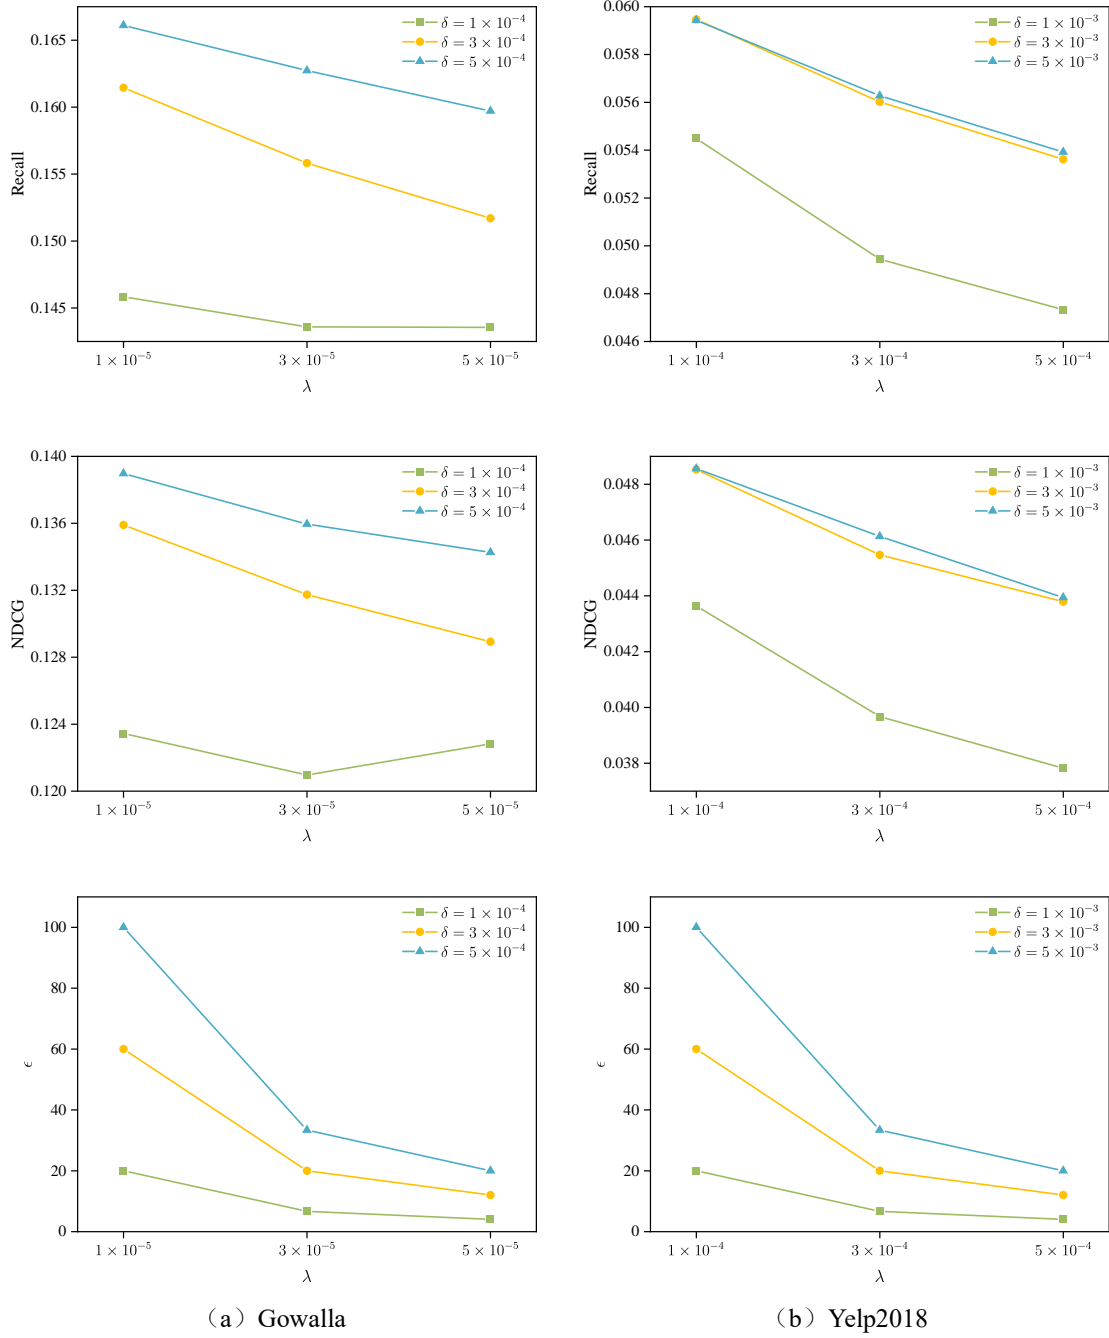 δ = 1 × 10⁻⁴
δ = 3 × 10⁻⁴
δ = 5 × 10⁻⁴
0.165
0.160
0.155
0.150
0.145
Recall
1 × 10⁻⁵
3 × 10⁻⁵
5 × 10⁻⁵
λ
δ = 1 × 10⁻³
δ = 3 × 10⁻³
δ = 5 × 10⁻³
0.060
0.058
0.056
0.054
0.052
0.050
0.048
0.046
Recall
1 × 10⁻⁴
3 × 10⁻⁴
5 × 10⁻⁴
λ
δ = 1 × 10⁻⁴
δ = 3 × 10⁻⁴
δ = 5 × 10⁻⁴
0.140
0.136
0.132
0.128
0.124
0.120
NDCG
1 × 10⁻⁵
3 × 10⁻⁵
5 × 10⁻⁵
λ
δ = 1 × 10⁻³
δ = 3 × 10⁻³
δ = 5 × 10⁻³
0.048
0.046
0.044
0.042
0.040
0.038
NDCG
1 × 10⁻⁴
3 × 10⁻⁴
5 × 10⁻⁴
λ
δ = 1 × 10⁻⁴
δ = 3 × 10⁻⁴
δ = 5 × 10⁻⁴
100
80
60
40
20
0
ϵ
1 × 10⁻⁵
3 × 10⁻⁵
5 × 10⁻⁵
λ
δ = 1 × 10⁻³
δ = 3 × 10⁻³
δ = 5 × 10⁻³
100
80
60
40
20
0
ϵ
1 × 10⁻⁴
3 × 10⁻⁴
5 × 10⁻⁴
λ
（a）Gowalla
（b）Yelp2018